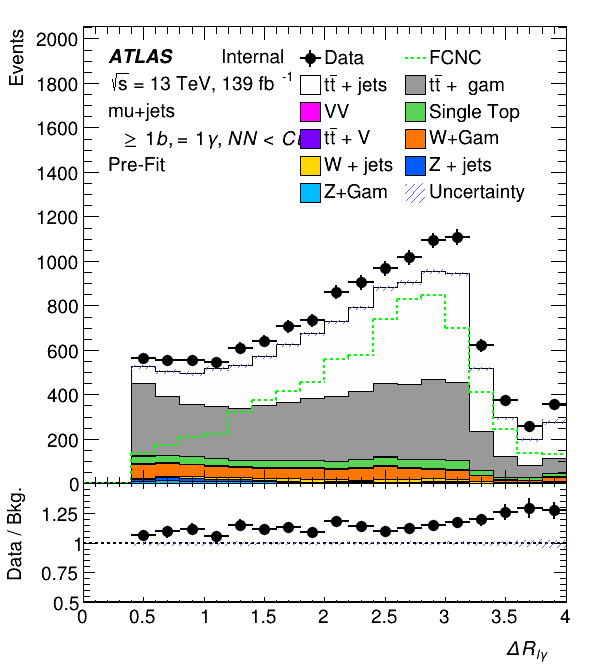 Events
2000
1800
1600
1400
1200
1000
800
600
400
200
0
ATLAS Internal
√s = 13 TeV, 139 fb⁻¹
mu+jets
≥ 1b, = 1γ, NN < C
Pre-Fit
Data
FCNC
tt̄ + jets
tt̄ + gam
VV
Single Top
tt̄ + V
W+Gam
W + jets
Z + jets
Z+Gam
Uncertainty
Data / Bkg.
1.25
1
0.75
0.5
0 0.5 1 1.5 2 2.5 3 3.5 4
ΔR_lγ